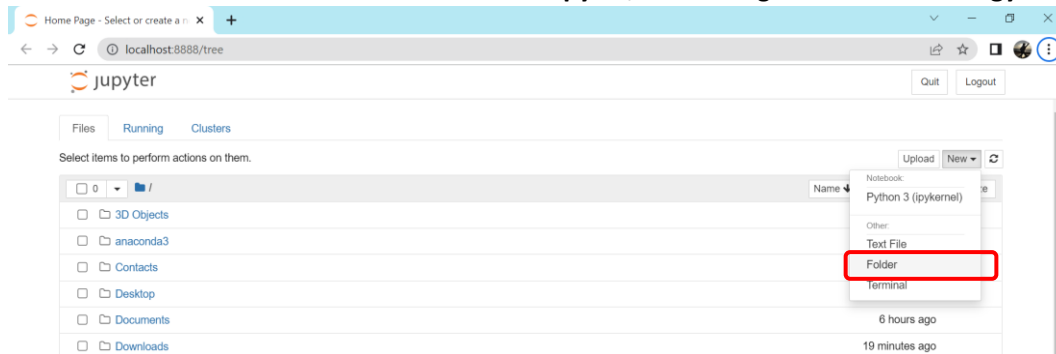 Home Page - Select or create a n
localhost:8888/tree
jupyter
Quit Logout
Files Running Clusters
Select items to perform actions on them.
Upload New
0 /
Name
Notebook:
Python 3 (ipykernel)
3D Objects
Other:
Text File
anaconda3
Contacts
Folder
Terminal
Desktop
Documents 6 hours ago
Downloads 19 minutes ago